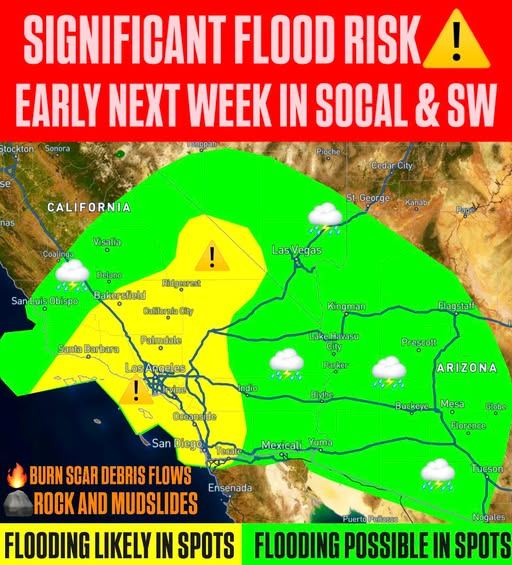 SIGNIFICANT FLOOD RISK
EARLY NEXT WEEK IN SOCAL & SW
Stockton
Sonora
Tonopah
Pioche
Cedar City
St. George
Kanab
Page
CALIFORNIA
Visalia
Coalinga
Delano
Las Vegas
Ridgecrest
San Luis Obispo
Bakersfield
California City
Kingman
Flagstaff
Santa Barbara
Palmdale
Lake Havasu
City
Prescott
Los Angeles
Parker
ARIZONA
Irvine
Indio
Blythe
Buckeye
Mesa
Globe
Oceanside
Florence
San Diego
Tecate
Mexicali
Yuma
Tucson
Ensenada
Puerto Peñasco
Nogales
BURN SCAR DEBRIS FLOWS
ROCK AND MUDSLIDES
FLOODING LIKELY IN SPOTS
FLOODING POSSIBLE IN SPOTS